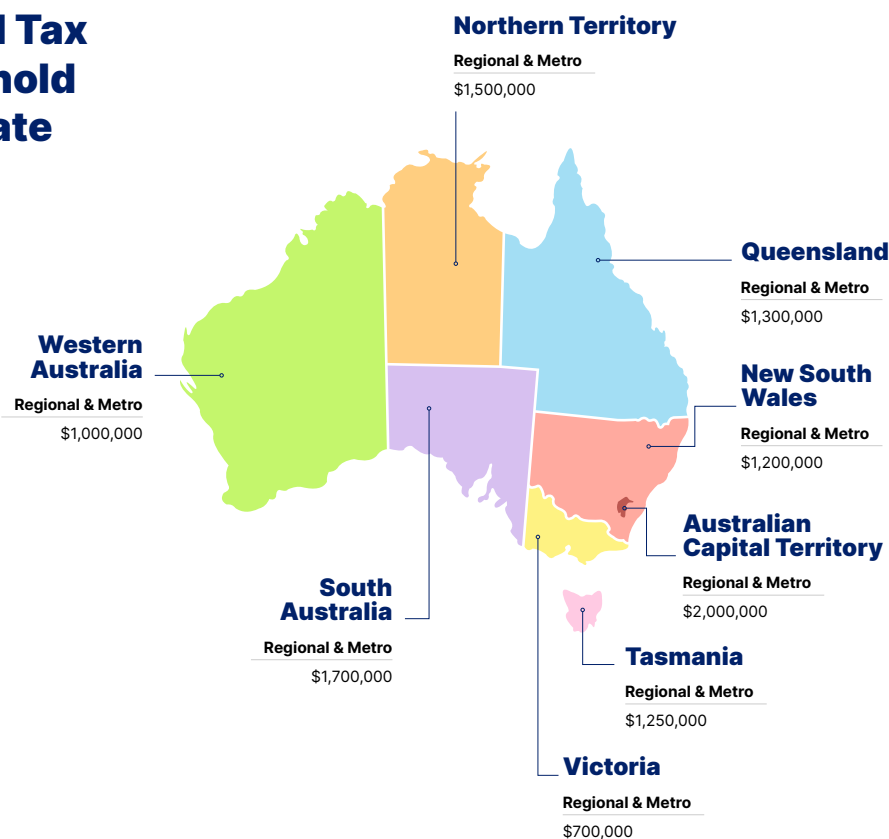 Tax
Northern Territory
Regional & Metro
$1,500,000
Queensland
Regional & Metro
$1,300,000
Western
Australia
Regional & Metro
$1,000,000
New South
Wales
Regional & Metro
$1,200,000
Australian
Capital Territory
Regional & Metro
$2,000,000
South
Australia
Regional & Metro
$1,700,000
Tasmania
Regional & Metro
$1,250,000
Victoria
Regional & Metro
$700,000